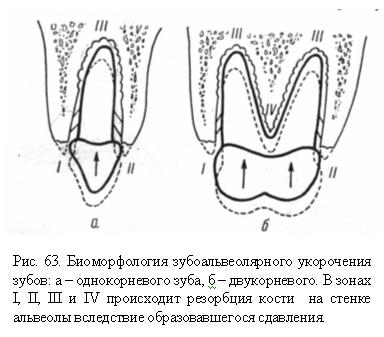 III
III
III
IV
I
II
I
II
а
б
Рис. 63. Биоморфология зубоальвеолярного укорочения
зубов: а – однокорневого зуба, б – двукорневого. В зонах
I, II, III и IV происходит резорбция кости на стенке
альвеолы вследствие образовавшегося сдавления.